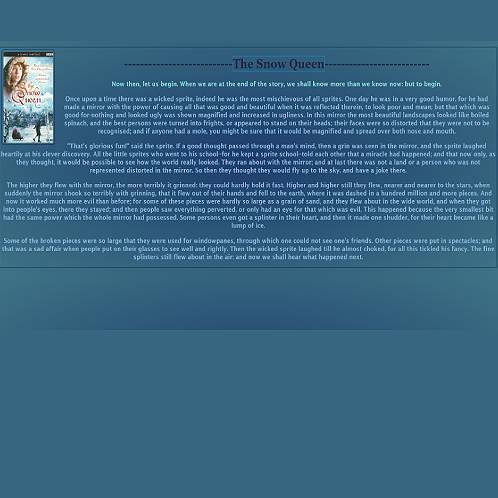 --------------------------The Snow Queen-------------------------
Now then, let us begin. When we are at the end of the story, we shall know more than we know now: but to begin.
Once upon a time there was a wicked sprite, indeed he was the most mischievous of all sprites. One day he was in a very good humor, for he had
made a mirror with the power of causing all that was good and beautiful when it was reflected therein, to look poor and mean; but that which was
good-for-nothing and looked ugly was shown magnified and increased in ugliness. In this mirror the most beautiful landscapes looked like boiled
spinach, and the best persons were turned into frights, or appeared to stand on their heads; their faces were so distorted that they were not to be
recognised; and if anyone had a mole, you might be sure that it would be magnified and spread over both nose and mouth.
"That's glorious fun!" said the sprite. If a good thought passed through a man's mind, then a grin was seen in the mirror, and the sprite laughed
heartily at his clever discovery. All the little sprites who went to his school-for he kept a sprite school-told each other that a miracle had happened; and that now only, as
they thought, it would be possible to see how the world really looked. They ran about with the mirror; and at last there was not a land or a person who was not
represented distorted in the mirror. So then they thought they would fly up to the sky, and have a joke there.
The higher they flew with the mirror, the more terribly it grinned: they could hardly hold it fast. Higher and higher still they flew, nearer and nearer to the stars, when
suddenly the mirror shook so terribly with grinning, that it flew out of their hands and fell to the earth, where it was dashed in a hundred million and more pieces. And
now it worked much more evil than before; for some of these pieces were hardly so large as a grain of sand, and they flew about in the wide world, and when they got
into people's eyes, there they stayed; and then people saw everything perverted, or only had an eye for that which was evil. This happened because the very smallest bit
had the same power which the whole mirror had possessed. Some persons even got a splinter in their heart, and then it made one shudder, for their heart became like a
lump of ice.
Some of the broken pieces were so large that they were used for windowpanes, through which one could not see one's friends. Other pieces were put in spectacles; and
that was a sad affair when people put on their glasses to see well and rightly. Then the wicked sprite laughed till he almost choked, for all this tickled his fancy. The fine
splinters still flew about in the air: and now we shall hear what happened next.
Snow
Queen